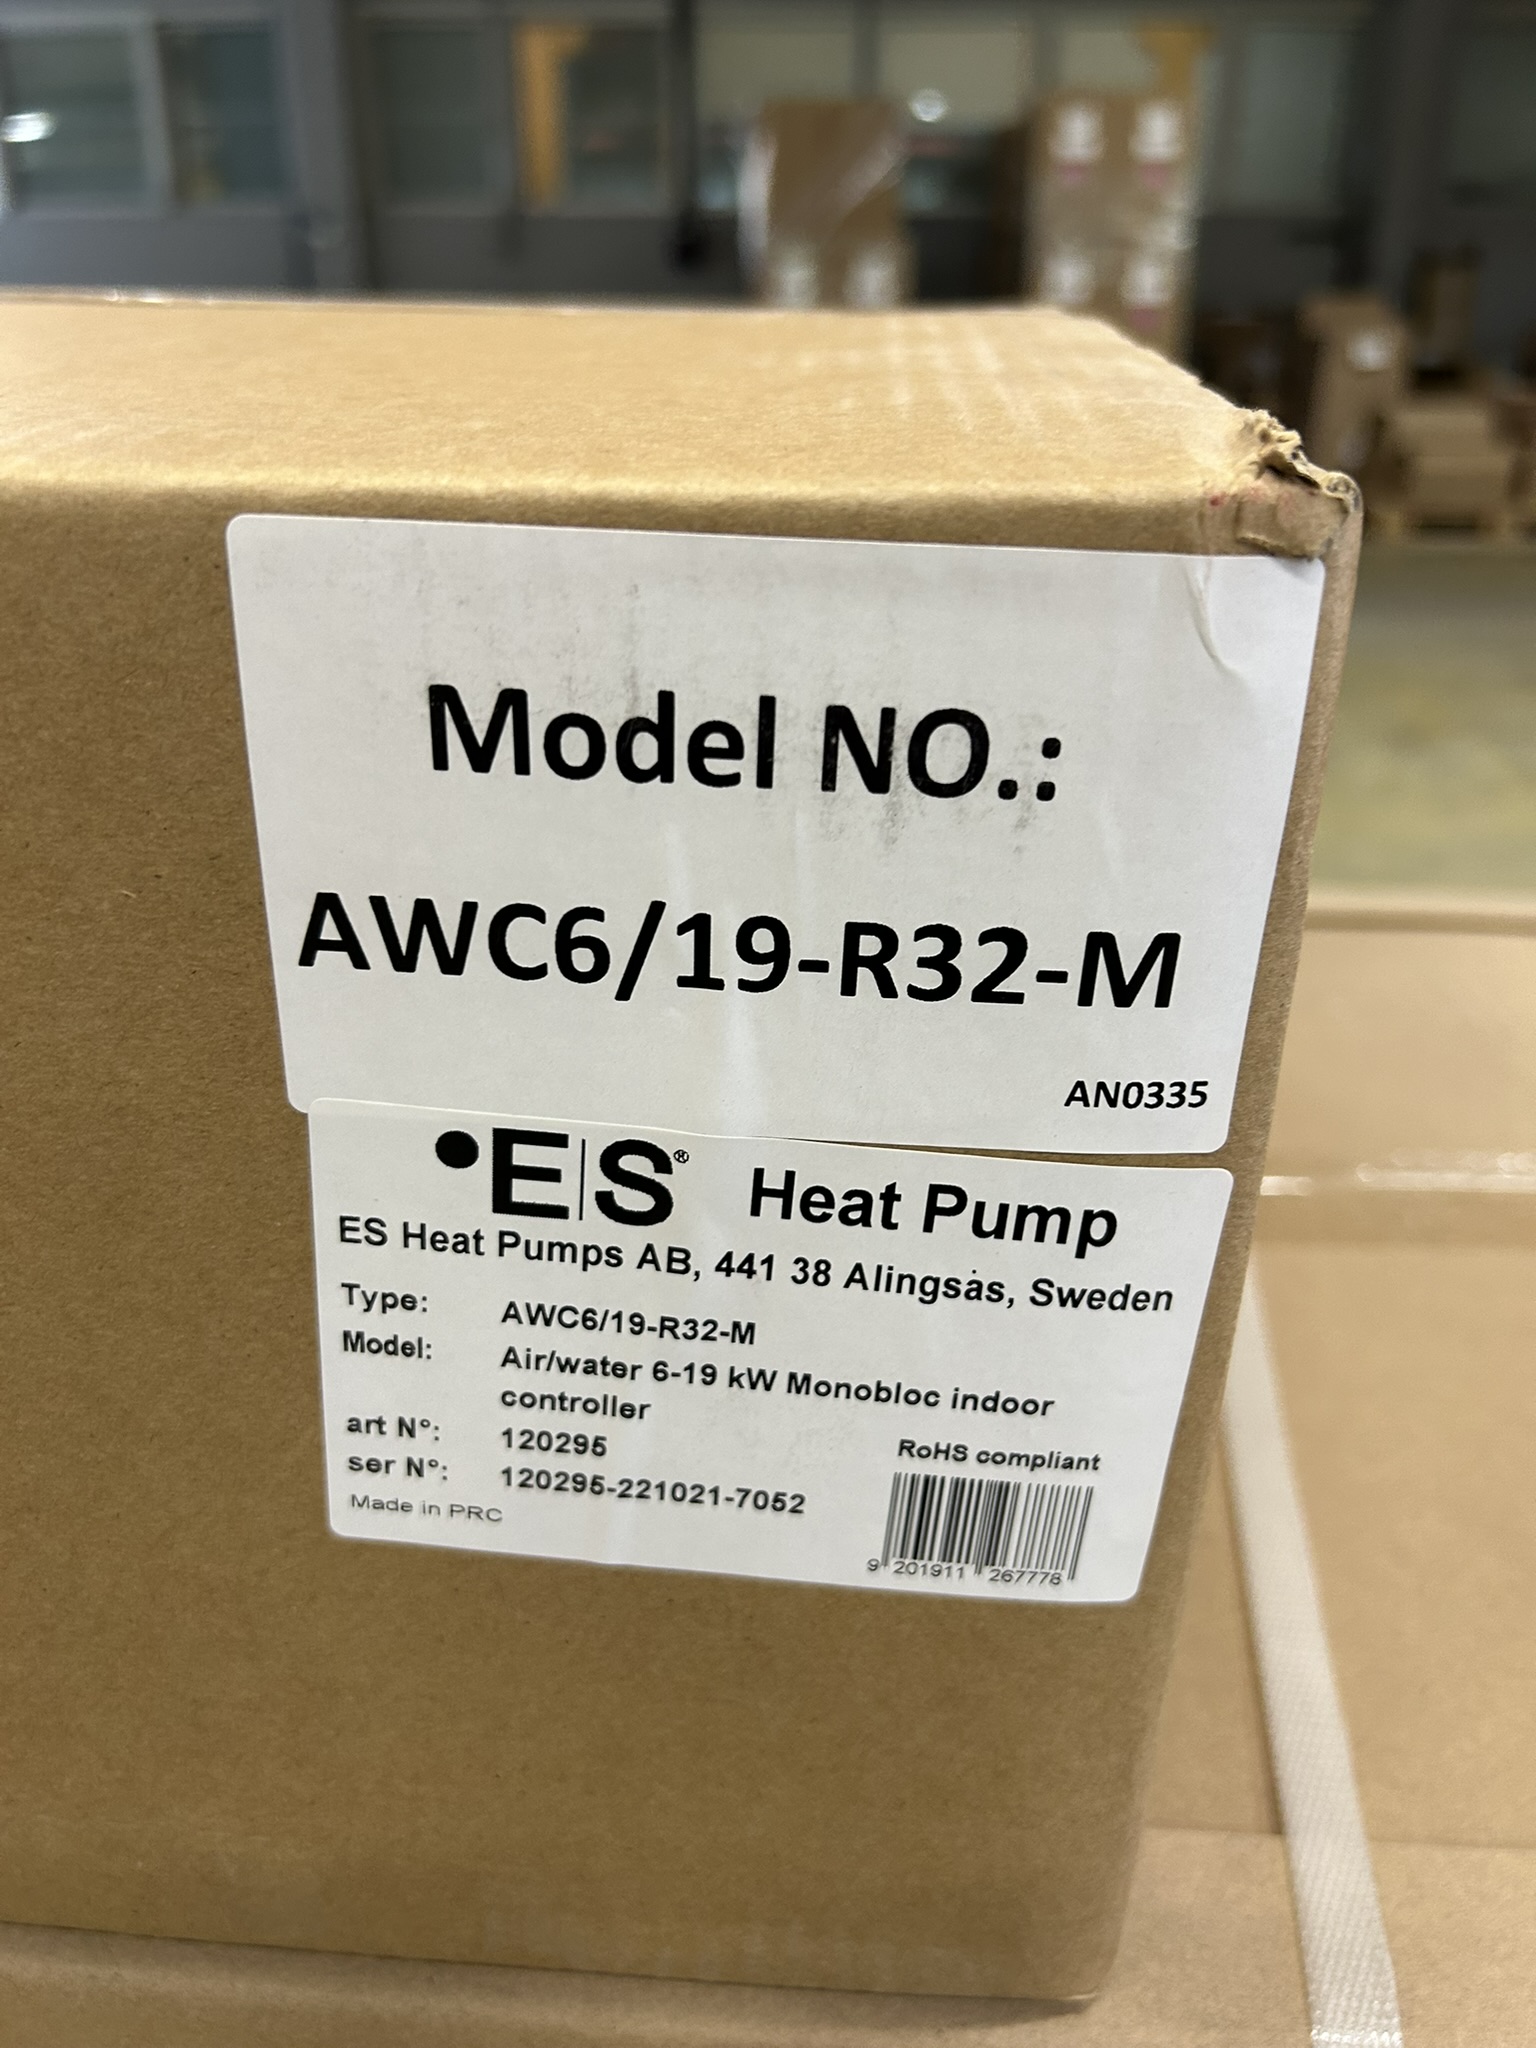 Model NO.:
AWC6/19-R32-M
AN0335
•E|S® Heat Pump
ES Heat Pumps AB, 441 38 Alingsås, Sweden
Type: AWC6/19-R32-M
Model: Air/water 6-19 kW Monobloc indoor
controller
art N°: 120295
ser N°: 120295-221021-7052
RoHS compliant
Made in PRC
9 201911 267778